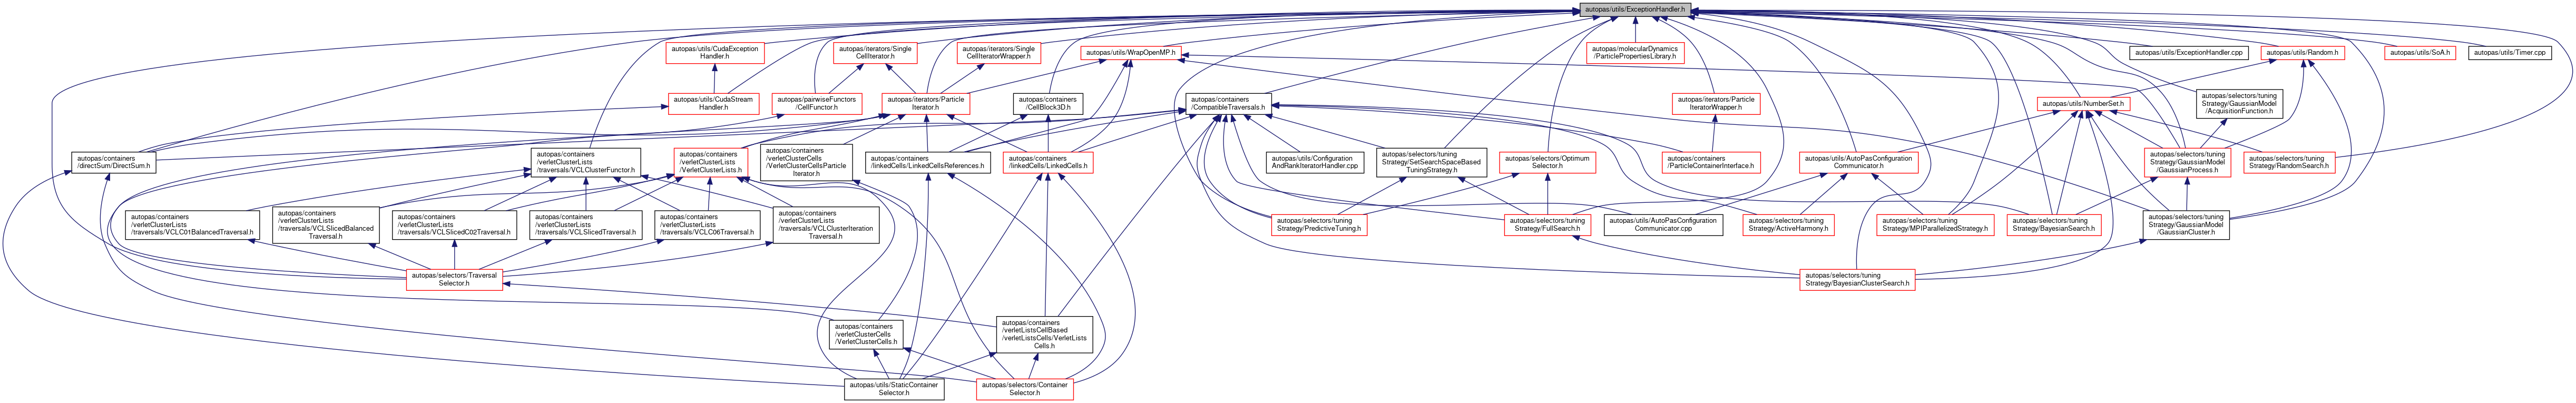 autopas/utils/ExceptionHandler.h
autopas/utils/CudaException
Handler.h
autopas/iterators/Single
CellIterator.h
autopas/iterators/Single
CellIteratorWrapper.h
autopas/utils/WrapOpenMP.h
autopas/molecularDynamics
/ParticlePropertiesLibrary.h
autopas/utils/ExceptionHandler.cpp
autopas/utils/Random.h
autopas/utils/SoA.h
autopas/utils/Timer.cpp
autopas/utils/CudaStream
Handler.h
autopas/pairwiseFunctors
/CellFunctor.h
autopas/iterators/Particle
Iterator.h
autopas/containers
/CellBlock3D.h
autopas/containers
/CompatibleTraversals.h
autopas/iterators/Particle
IteratorWrapper.h
autopas/utils/NumberSet.h
autopas/selectors/tuning
Strategy/GaussianModel
/AcquisitionFunction.h
autopas/containers
/directSum/DirectSum.h
autopas/containers
/verletClusterLists
/traversals/VCLClusterFunctor.h
autopas/containers
/verletClusterLists
/VerletClusterLists.h
autopas/containers
/verletClusterCells
/VerletClusterCellsParticle
Iterator.h
autopas/containers
/linkedCells/LinkedCellsReferences.h
autopas/containers
/linkedCells/LinkedCells.h
autopas/utils/Configuration
AndRankIteratorHandler.cpp
autopas/selectors/tuning
Strategy/SetSearchSpaceBased
TuningStrategy.h
autopas/selectors/Optimum
Selector.h
autopas/containers
/ParticleContainerInterface.h
autopas/utils/AutoPasConfiguration
Communicator.h
autopas/selectors/tuning
Strategy/GaussianModel
/GaussianProcess.h
autopas/selectors/tuning
Strategy/RandomSearch.h
autopas/containers
/verletClusterLists
/traversals/VCLC01BalancedTraversal.h
autopas/containers
/verletClusterLists
/traversals/VCLSlicedBalanced
Traversal.h
autopas/containers
/verletClusterLists
/traversals/VCLSlicedC02Traversal.h
autopas/containers
/verletClusterLists
/traversals/VCLSlicedTraversal.h
autopas/containers
/verletClusterLists
/traversals/VCLC06Traversal.h
autopas/containers
/verletClusterLists
/traversals/VCLClusterIteration
Traversal.h
autopas/selectors/tuning
Strategy/PredictiveTuning.h
autopas/selectors/tuning
Strategy/FullSearch.h
autopas/utils/AutoPasConfiguration
Communicator.cpp
autopas/selectors/tuning
Strategy/ActiveHarmony.h
autopas/selectors/tuning
Strategy/MPIParallelizedStrategy.h
autopas/selectors/tuning
Strategy/BayesianSearch.h
autopas/selectors/tuning
Strategy/GaussianModel
/GaussianCluster.h
autopas/selectors/Traversal
Selector.h
autopas/selectors/tuning
Strategy/BayesianClusterSearch.h
autopas/containers
/verletClusterCells
/VerletClusterCells.h
autopas/containers
/verletListsCellBased
/verletListsCells/VerletLists
Cells.h
autopas/utils/StaticContainer
Selector.h
autopas/selectors/Container
Selector.h